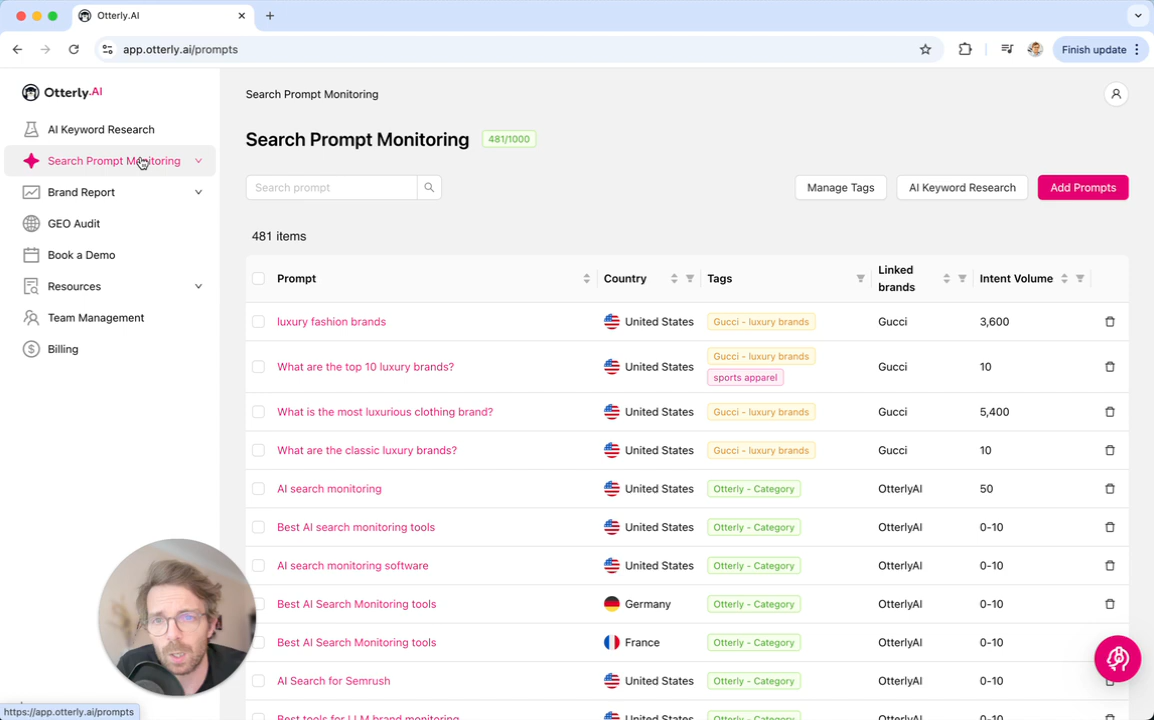 Otterly.AI
app.otterly.ai/prompts
Finish update
Otterly.AI
AI Keyword Research
Search Prompt Monitoring
Brand Report
GEO Audit
Book a Demo
Resources
Team Management
Billing
Search Prompt Monitoring
Search Prompt Monitoring 481/1000
Search prompt
Manage Tags
AI Keyword Research
Add Prompts
481 items
Prompt Country Tags Linked brands Intent Volume
luxury fashion brands United States Gucci - luxury brands Gucci 3,600
What are the top 10 luxury brands? United States Gucci - luxury brands sports apparel Gucci 10
What is the most luxurious clothing brand? United States Gucci - luxury brands Gucci 5,400
What are the classic luxury brands? United States Gucci - luxury brands Gucci 10
AI search monitoring United States Otterly - Category OtterlyAI 50
Best AI search monitoring tools United States Otterly - Category OtterlyAI 0-10
AI search monitoring software United States Otterly - Category OtterlyAI 0-10
Best AI Search Monitoring tools Germany Otterly - Category OtterlyAI 0-10
Best AI Search Monitoring tools France Otterly - Category OtterlyAI 0-10
AI Search for Semrush United States Otterly - Category OtterlyAI 0-10
Best tools for LLM brand monitoring
https://app.otterly.ai/prompts